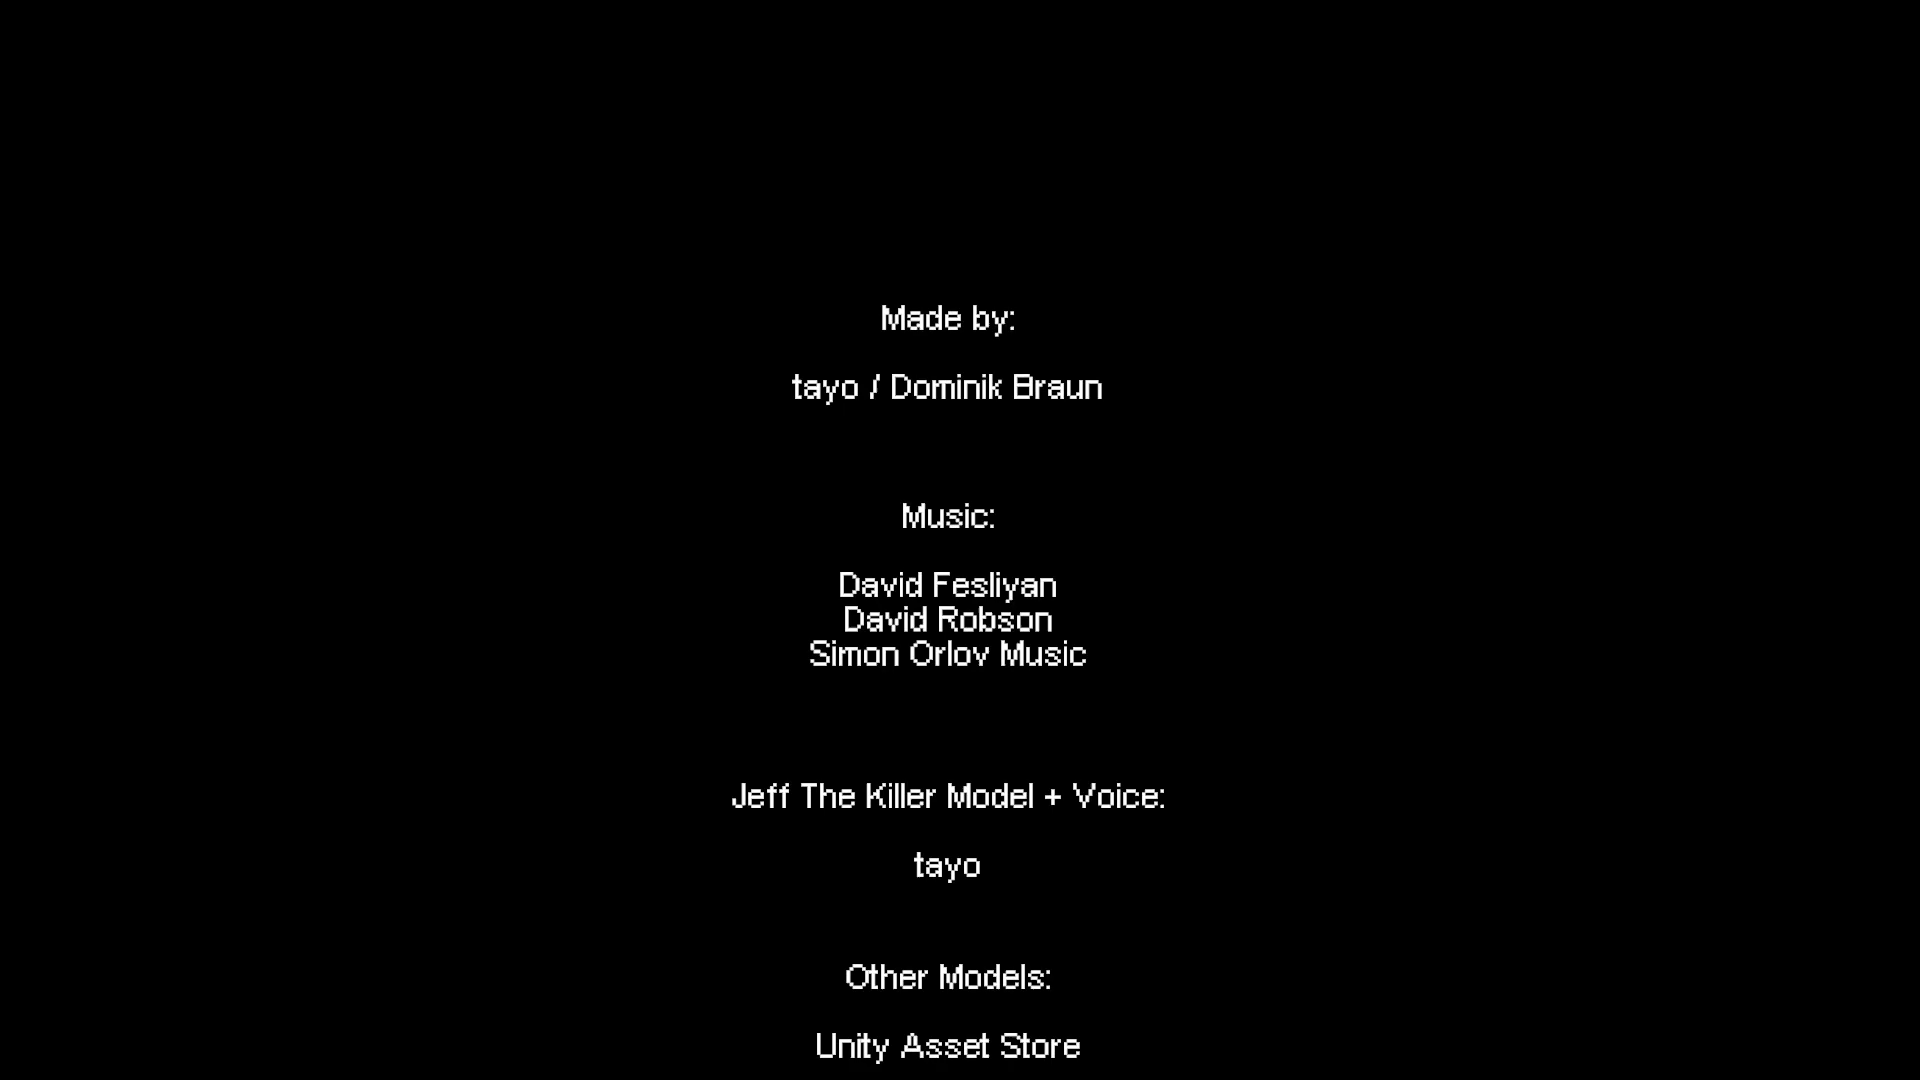 Made by:
tayo / Dominik Braun
Music:
David Fesliyan
David Robson
Simon Orlov Music
Jeff The Killer Model + Voice:
tayo
Other Models:
Unity Asset Store